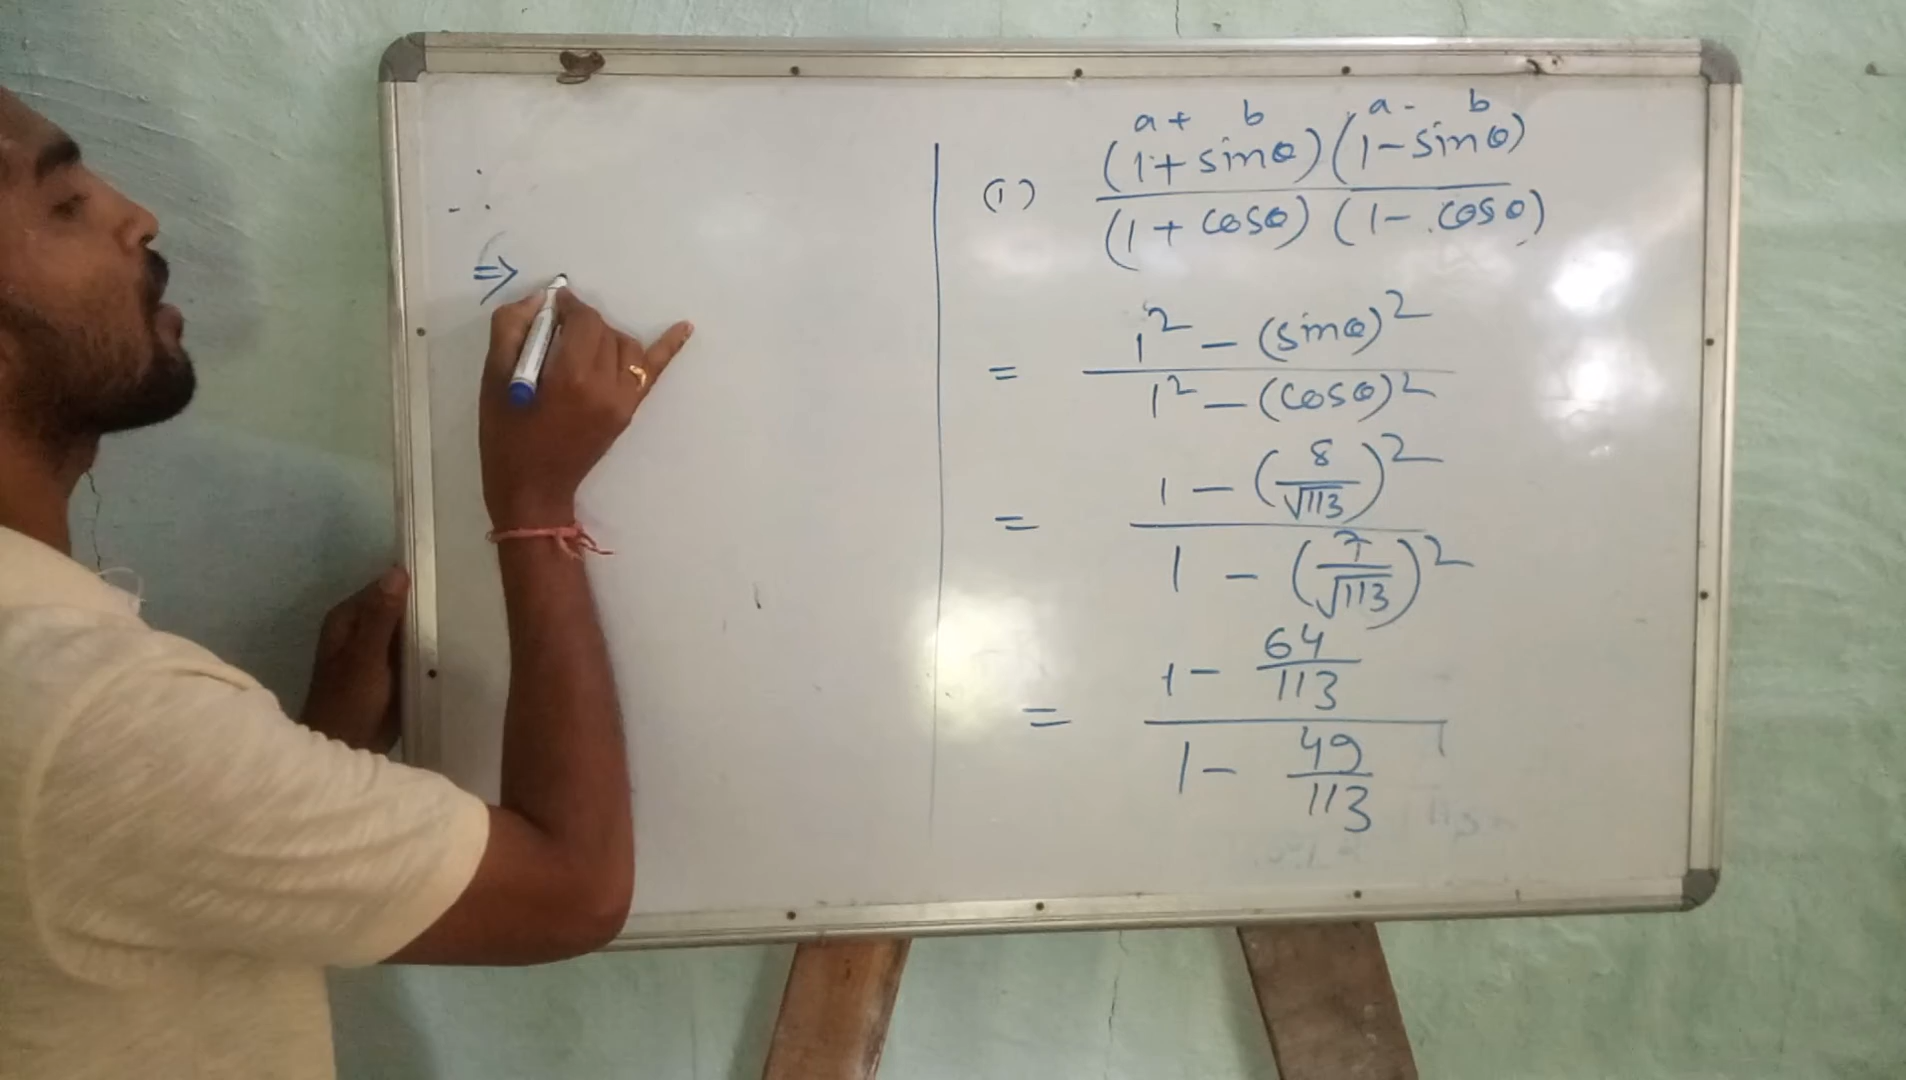 ⇒
a + b a - b
(i) (1 + sinθ) (1 - sinθ)
(1 + cosθ) (1 - cosθ)
= 1² - (sinθ)²
1² - (cosθ)²
= 1 - (8/√113)²
1 - (7/√113)²
= 1 - 64/113
1 - 49/113